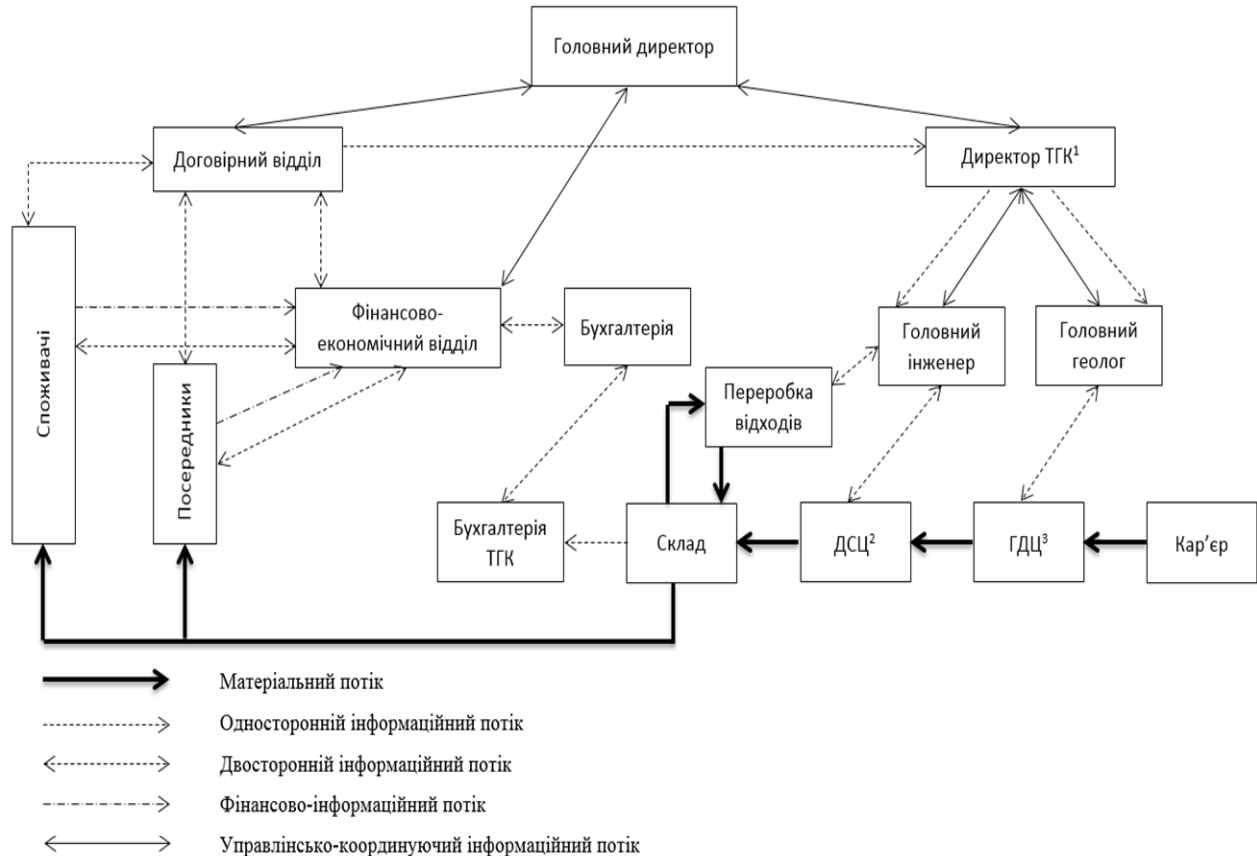 Головний директор
Договірний відділ
Директор ТГК¹
Споживачі
Посередники
Фінансово-
економічний відділ
Бухгалтерія
Головний
інженер
Головний
геолог
Переробка
відходів
Бухгалтерія
ТГК
Склад
ДСЦ²
ГДЦ³
Кар’єр
Матеріальний потік
Односторонній інформаційний потік
Двосторонній інформаційний потік
Фінансово-інформаційний потік
Управлінсько-координуючий інформаційний потік